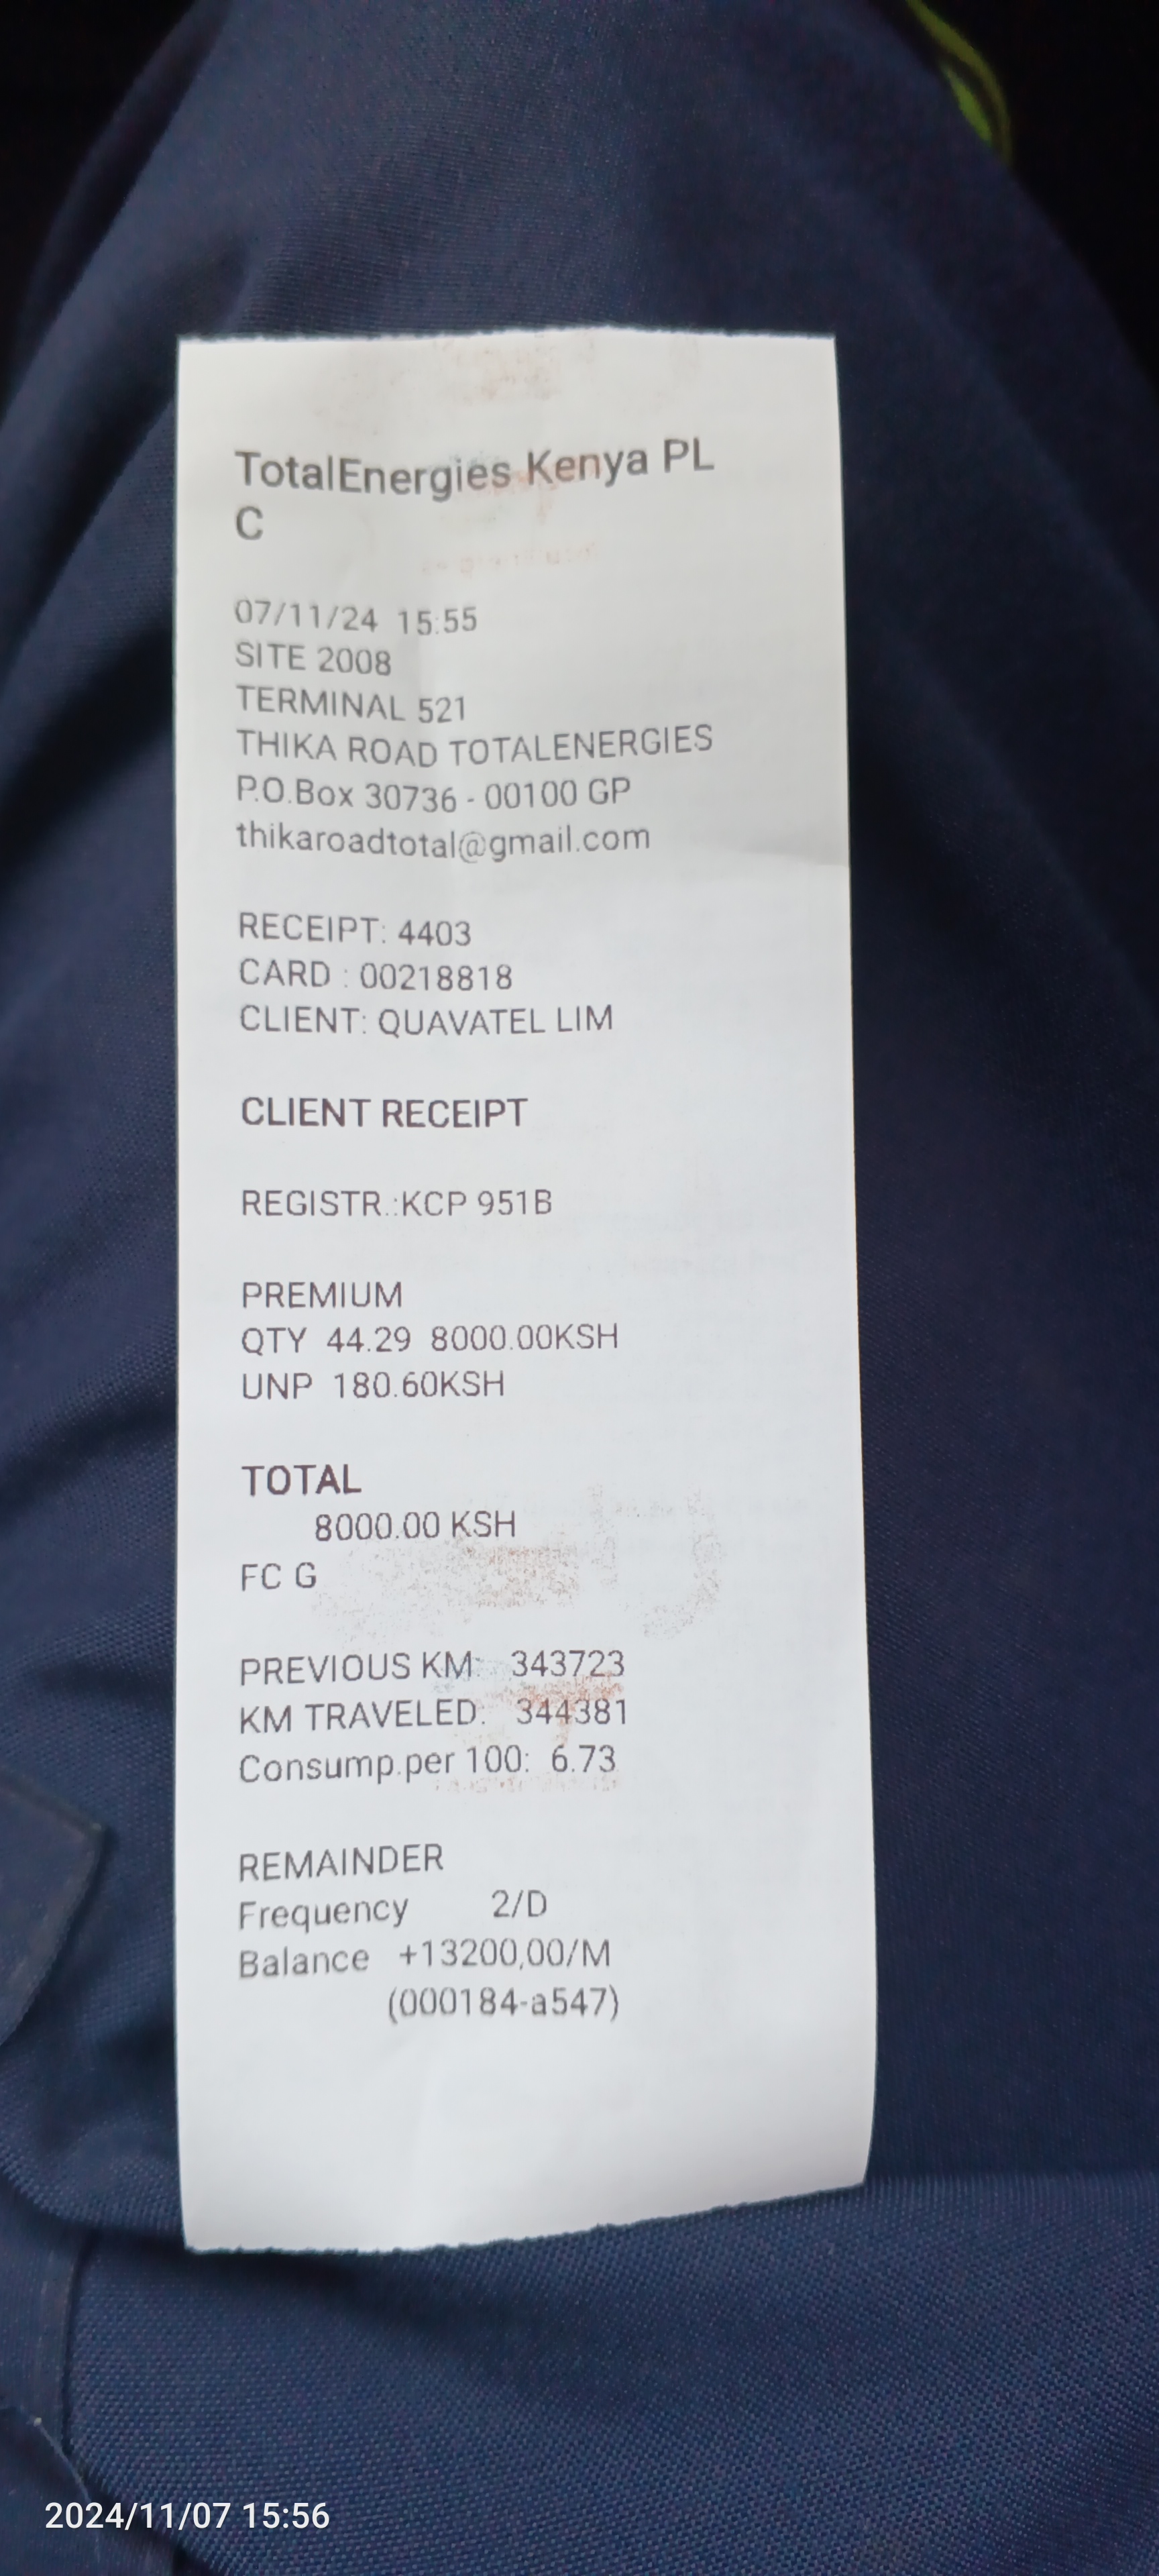 TotalEnergies Kenya PL
C
07/11/24 15:55
SITE 2008
TERMINAL 521
THIKA ROAD TOTALENERGIES
P.O.Box 30736 - 00100 GP
thikaroadtotal@gmail.com
RECEIPT: 4403
CARD : 00218818
CLIENT: QUAVATEL LIM
CLIENT RECEIPT
REGISTR.:KCP 951B
PREMIUM
QTY 44.29 8000.00KSH
UNP 180.60KSH
TOTAL
8000.00 KSH
FC G
PREVIOUS KM: 343723
KM TRAVELED: 344381
Consump.per 100: 6.73
REMAINDER
Frequency 2/D
Balance +13200,00/M
(000184-a547)
2024/11/07 15:56